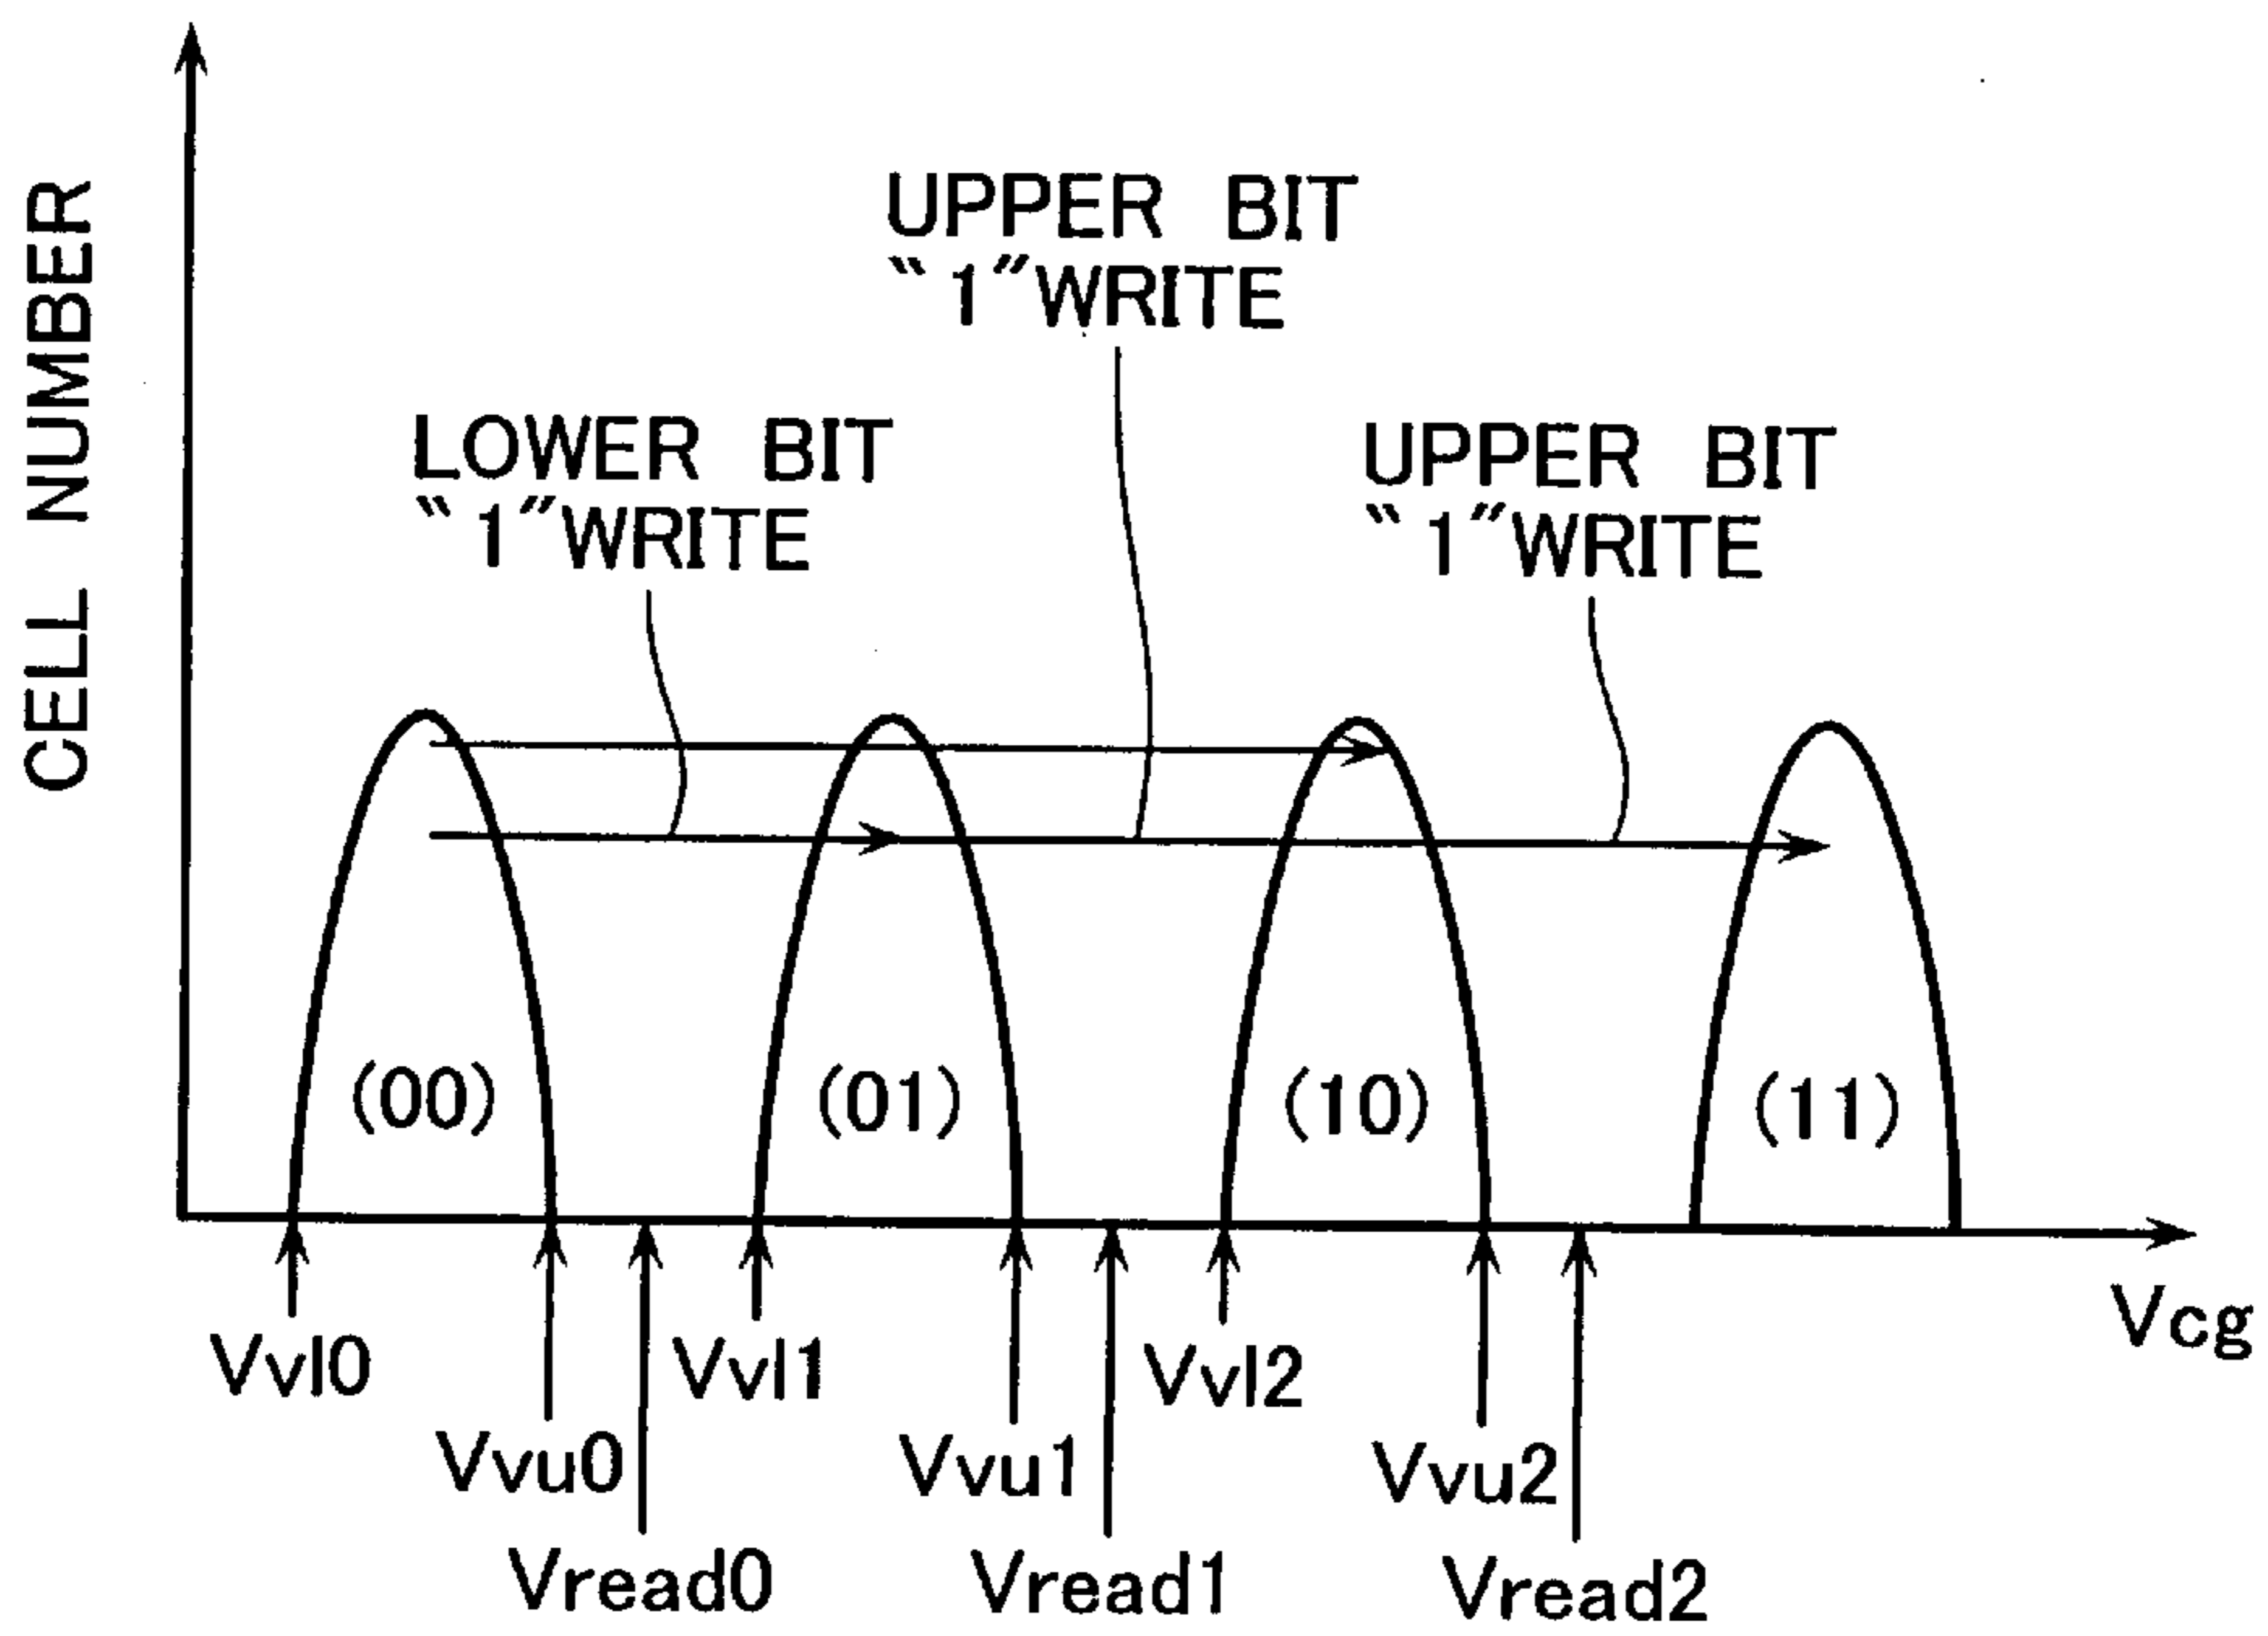 CELL NUMBER
UPPER BIT
“1”WRITE
LOWER BIT
“1”WRITE
UPPER BIT
“1”WRITE
(00)
(01)
(10)
(11)
Vcg
Vvl0
Vvl1
Vvl2
Vvu0
Vvu1
Vvu2
Vread0
Vread1
Vread2